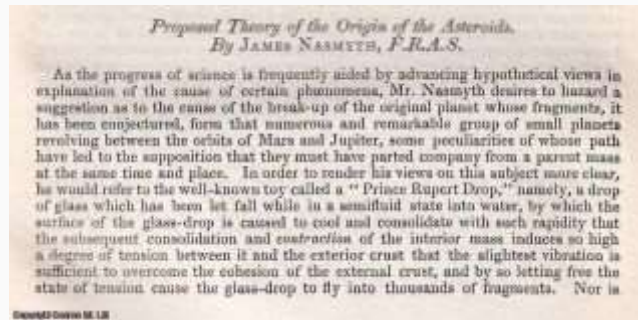 Proposed Theory of the Origin of the Asteroids.
By JAMES NASMYTH, F.R.A.S.
As the progress of science is frequently aided by advancing hypothetical views in
explanation of the cause of certain phenomena, Mr. Nasmyth desires to hazard a
suggestion as to the cause of the break-up of the original planet whose fragments, it
has been conjectured, form that numerous and remarkable group of small planets
revolving between the orbits of Mars and Jupiter, some peculiarities of whose path
have led to the supposition that they must have parted company from a parent mass
at the same time and place. In order to render his views on this subject more clear,
he would refer to the well-known toy called a "Prince Rupert Drop," namely, a drop
of glass which has been let fall while in a semifluid state into water, by which the
surface of the glass-drop is caused to cool and consolidate with such rapidity that
the subsequent consolidation and contraction of the interior mass induces so high
a degree of tension between it and the exterior crust that the slightest vibration is
sufficient to overcome the cohesion of the external crust, and by so letting free the
state of tension cause the glass-drop to fly into thousands of fragments. Nor is